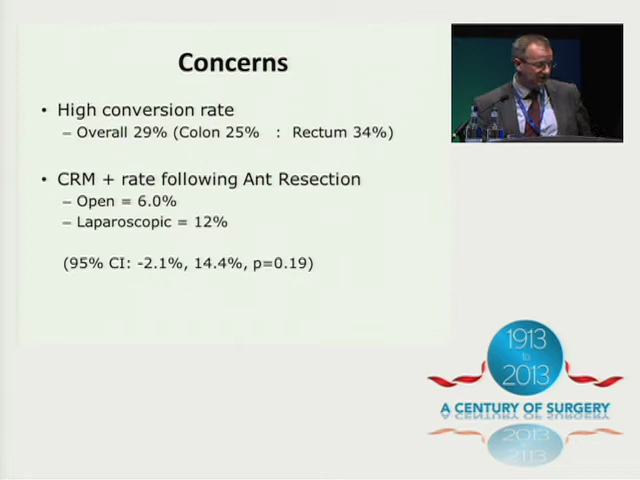 Concerns
• High conversion rate
– Overall 29% (Colon 25% : Rectum 34%)
• CRM + rate following Ant Resection
– Open = 6.0%
– Laparoscopic = 12%
(95% CI: -2.1%, 14.4%, p=0.19)
1913
to
2013
A CENTURY OF SURGERY